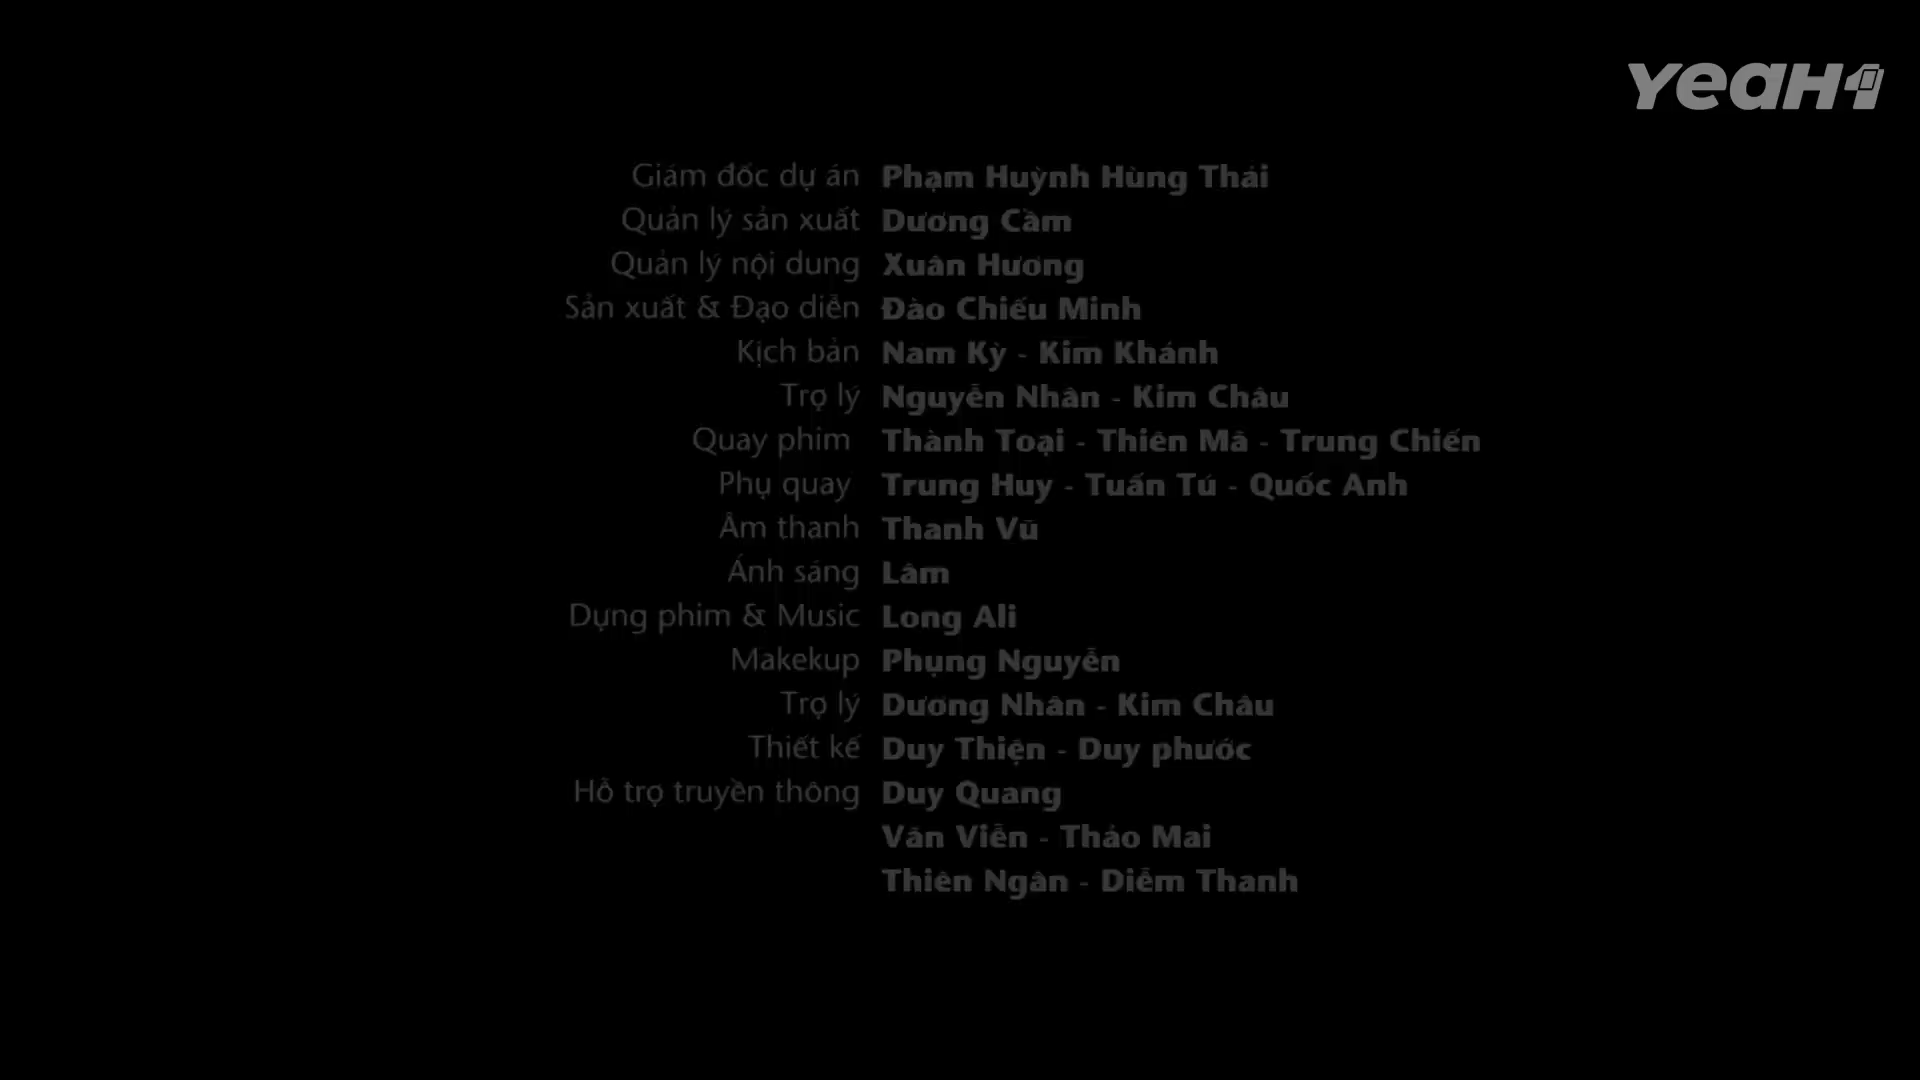 YEAH1
Giám đốc dự án Phạm Huỳnh Hùng Thái
Quản lý sản xuất Dương Cầm
Quản lý nội dung Xuân Hương
Sản xuất & Đạo diễn Đào Chiếu Minh
Kịch bản Nam Kỳ - Kim Khánh
Trợ lý Nguyễn Nhân - Kim Châu
Quay phim Thành Toại - Thiên Mã - Trung Chiến
Phụ quay Trung Huy - Tuấn Tú - Quốc Anh
Âm thanh Thanh Vũ
Ánh sáng Lâm
Dựng phim & Music Long Ali
Makekup Phụng Nguyễn
Trợ lý Dương Nhân - Kim Châu
Thiết kế Duy Thiện - Duy phước
Hỗ trợ truyền thông Duy Quang
Văn Viễn - Thảo Mai
Thiên Ngân - Diễm Thanh